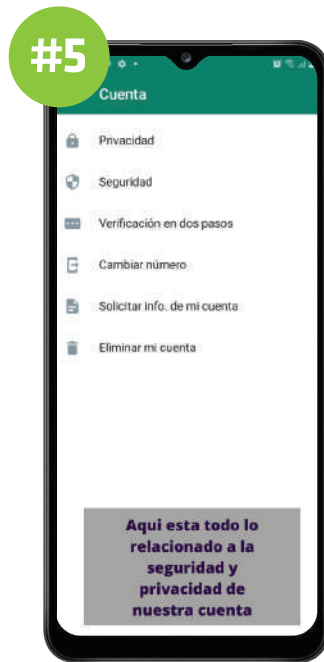 #5
Cuenta
Privacidad
Seguridad
Verificación en dos pasos
Cambiar número
Solicitar info. de mi cuenta
Eliminar mi cuenta
Aqui esta todo lo
relacionado a la
seguridad y
privacidad de
nuestra cuenta